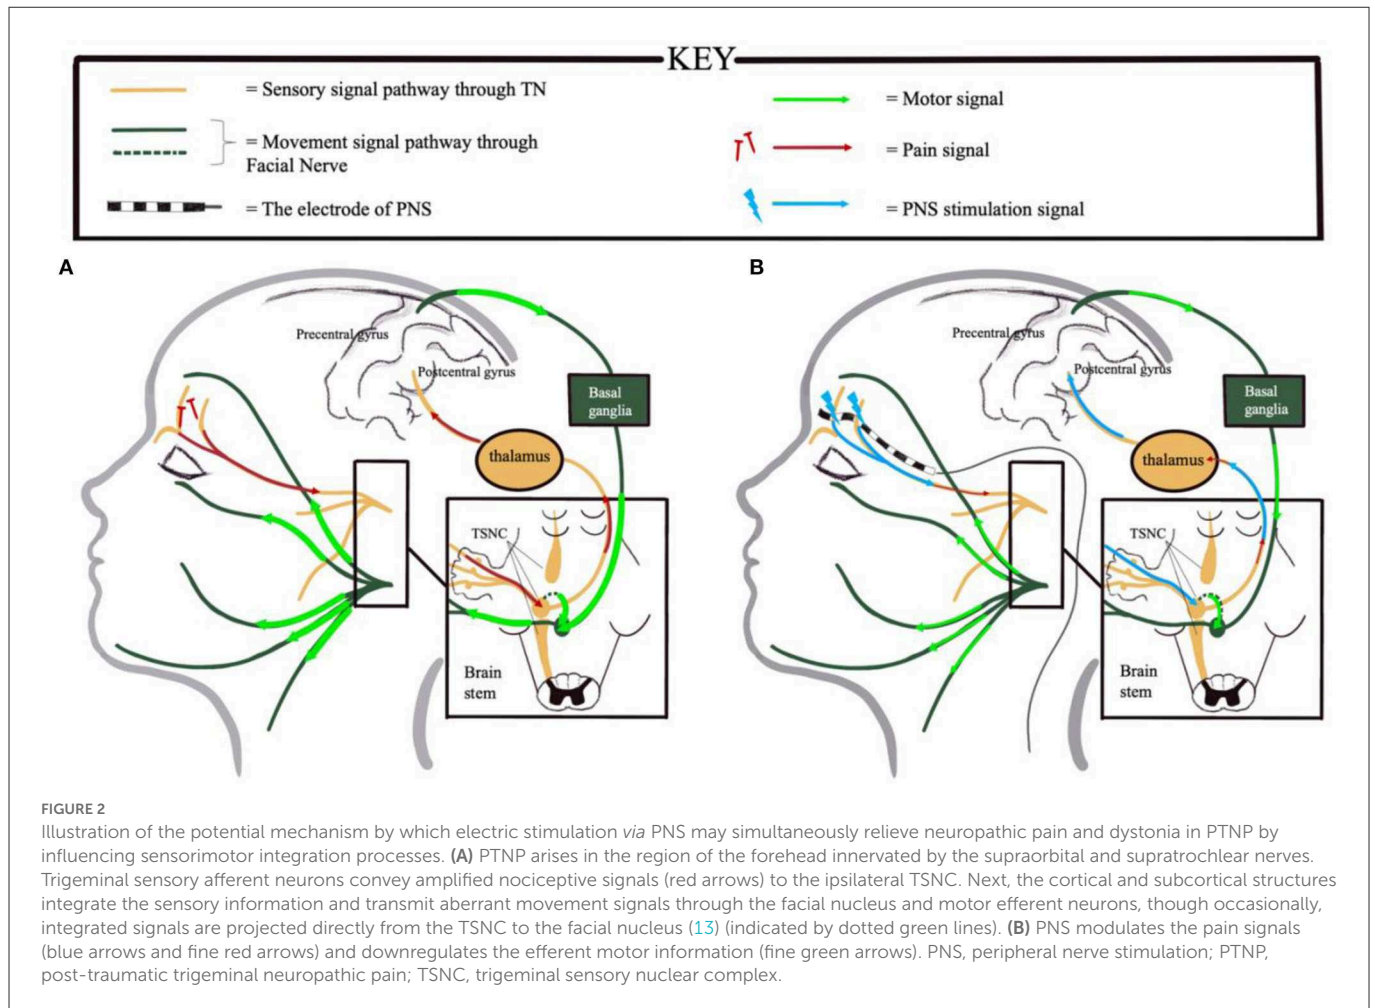 KEY
= Sensory signal pathway through TN
= Movement signal pathway through
Facial Nerve
= The electrode of PNS
= Motor signal
= Pain signal
= PNS stimulation signal
A
Precentral gyrus
Postcentral gyrus
Basal
ganglia
thalamus
TSNC
Brain
stem
B
Precentral gyrus
Postcentral gyrus
Basal
ganglia
thalamus
TSNC
Brain
stem
FIGURE 2
Illustration of the potential mechanism by which electric stimulation via PNS may simultaneously relieve neuropathic pain and dystonia in PTNP by
influencing sensorimotor integration processes. (A) PTNP arises in the region of the forehead innervated by the supraorbital and supratrochlear nerves.
Trigeminal sensory afferent neurons convey amplified nociceptive signals (red arrows) to the ipsilateral TSNC. Next, the cortical and subcortical structures
integrate the sensory information and transmit aberrant movement signals through the facial nucleus and motor efferent neurons, though occasionally,
integrated signals are projected directly from the TSNC to the facial nucleus (13) (indicated by dotted green lines). (B) PNS modulates the pain signals
(blue arrows and fine red arrows) and downregulates the efferent motor information (fine green arrows). PNS, peripheral nerve stimulation; PTNP,
post-traumatic trigeminal neuropathic pain; TSNC, trigeminal sensory nuclear complex.